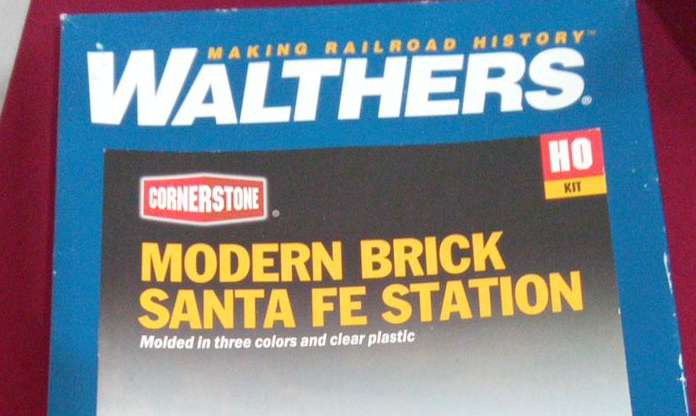 MAKING RAILROAD HISTORY™
WALTHERS®
HO
KIT
CORNERSTONE®
MODERN BRICK
SANTA FE STATION
Molded in three colors and clear plastic